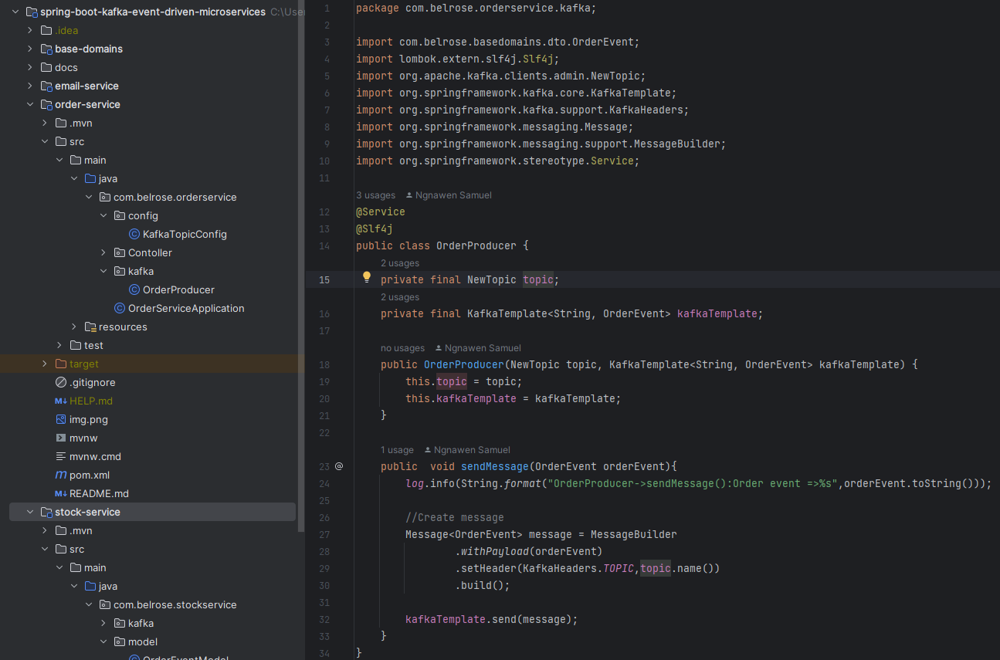 spring-boot-kafka-event-driven-microservices C:\User
.idea
base-domains
docs
email-service
order-service
.mvn
src
main
java
com.belrose.orderservice
config
KafkaTopicConfig
Contoller
kafka
OrderProducer
OrderServiceApplication
resources
test
target
.gitignore
HELP.md
img.png
mvnw
mvnw.cmd
pom.xml
README.md
stock-service
.mvn
src
main
java
com.belrose.stockservice
kafka
model
OrderEventModel
1 package com.belrose.orderservice.kafka;
2
3 import com.belrose.basedomains.dto.OrderEvent;
4 import lombok.extern.slf4j.Slf4j;
5 import org.apache.kafka.clients.admin.NewTopic;
6 import org.springframework.kafka.core.KafkaTemplate;
7 import org.springframework.kafka.support.KafkaHeaders;
8 import org.springframework.messaging.Message;
9 import org.springframework.messaging.support.MessageBuilder;
10 import org.springframework.stereotype.Service;
11
3 usages Ngnawen Samuel
12 @Service
13 @Slf4j
14 public class OrderProducer {
2 usages
15 private final NewTopic topic;
2 usages
16 private final KafkaTemplate<String, OrderEvent> kafkaTemplate;
17
no usages Ngnawen Samuel
18 public OrderProducer(NewTopic topic, KafkaTemplate<String, OrderEvent> kafkaTemplate) {
19 this.topic = topic;
20 this.kafkaTemplate = kafkaTemplate;
21 }
22
1 usage Ngnawen Samuel
23 @ public  void sendMessage(OrderEvent orderEvent){
24 log.info(String.format("OrderProducer->sendMessage():Order event =>%s",orderEvent.toString()));
25
26 //Create message
27 Message<OrderEvent> message = MessageBuilder
28 .withPayload(orderEvent)
29 .setHeader(KafkaHeaders.TOPIC,topic.name())
30 .build();
31
32 kafkaTemplate.send(message);
33 }
34 }